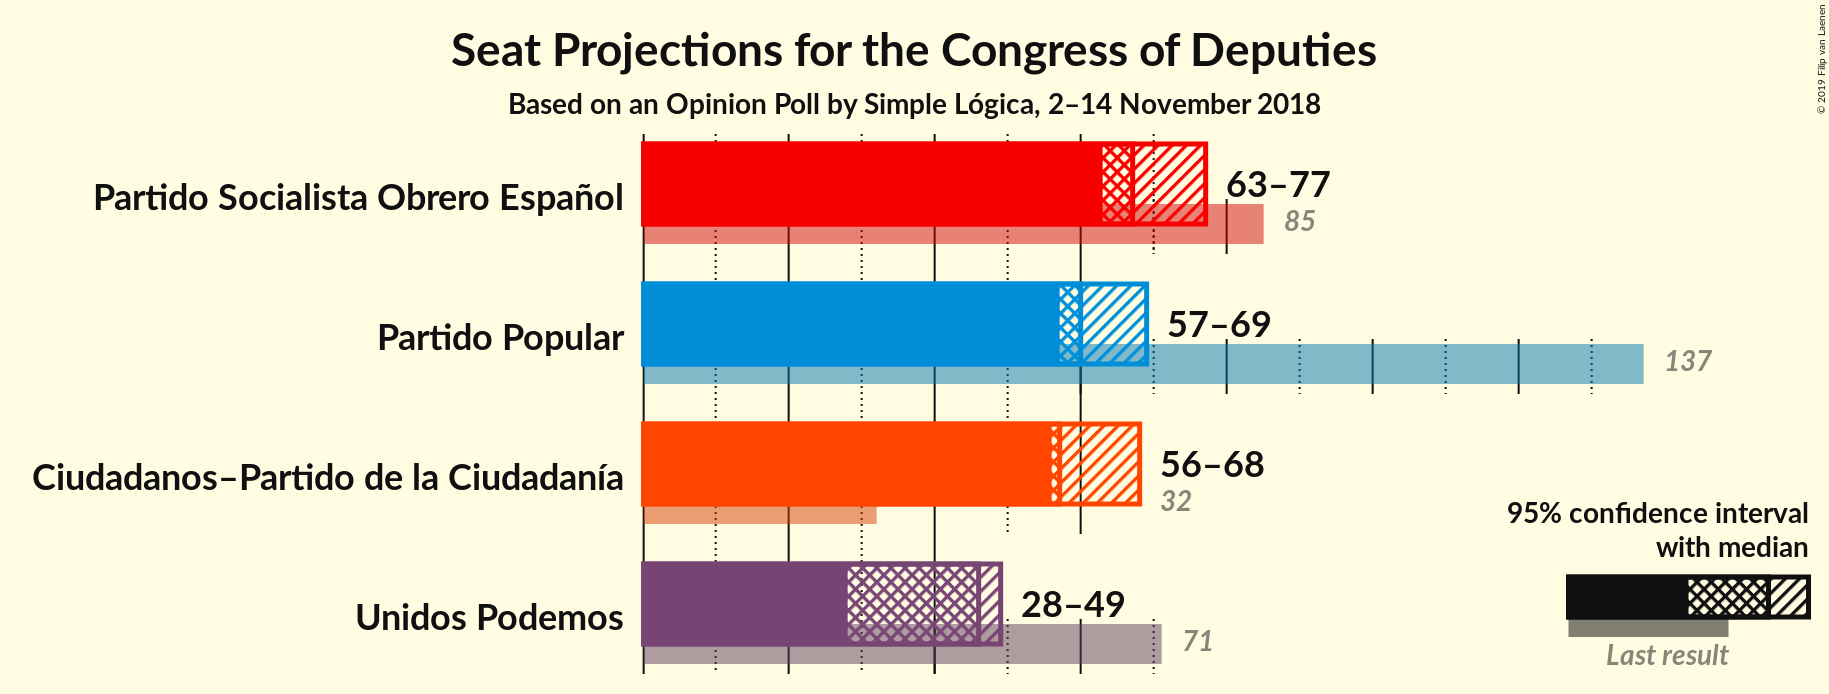 Seat Projections for the Congress of Deputies
Based on an Opinion Poll by Simple Lógica, 2–14 November 2018
© 2019 Filip van Laenen
Partido Socialista Obrero Español
63–77
85
Partido Popular
57–69
137
Ciudadanos–Partido de la Ciudadanía
56–68
32
Unidos Podemos
28–49
71
95% confidence interval
with median
Last result